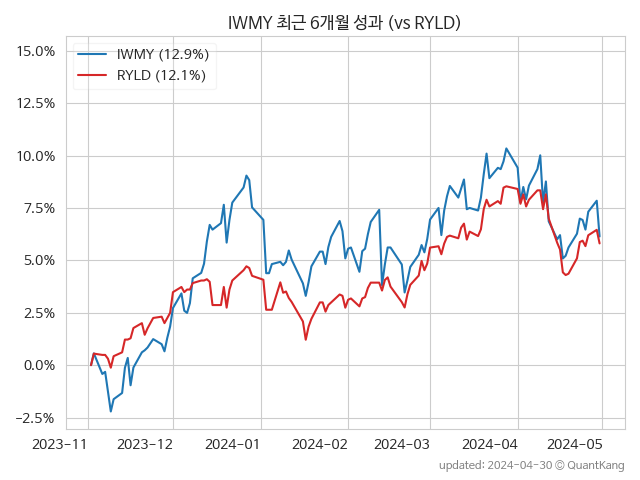 IWMY 최근 6개월 성과 (vs RYLD)
IWMY (12.9%)
RYLD (12.1%)
15.0%
12.5%
10.0%
7.5%
5.0%
2.5%
0.0%
−2.5%
2023-11 2023-12 2024-01 2024-02 2024-03 2024-04 2024-05
updated: 2024-04-30 © QuantKang